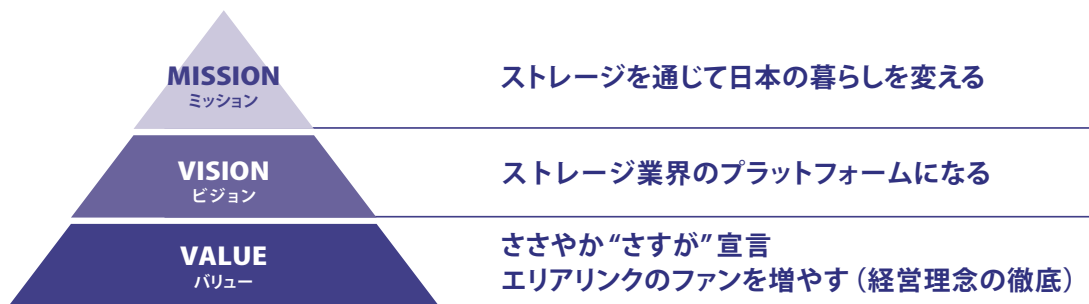 MISSION
ミッション
ストレージを通じて日本の暮らしを変える
VISION
ビジョン
ストレージ業界のプラットフォームになる
VALUE
バリュー
ささやか“さすが”宣言
エリアリンクのファンを増やす（経営理念の徹底）